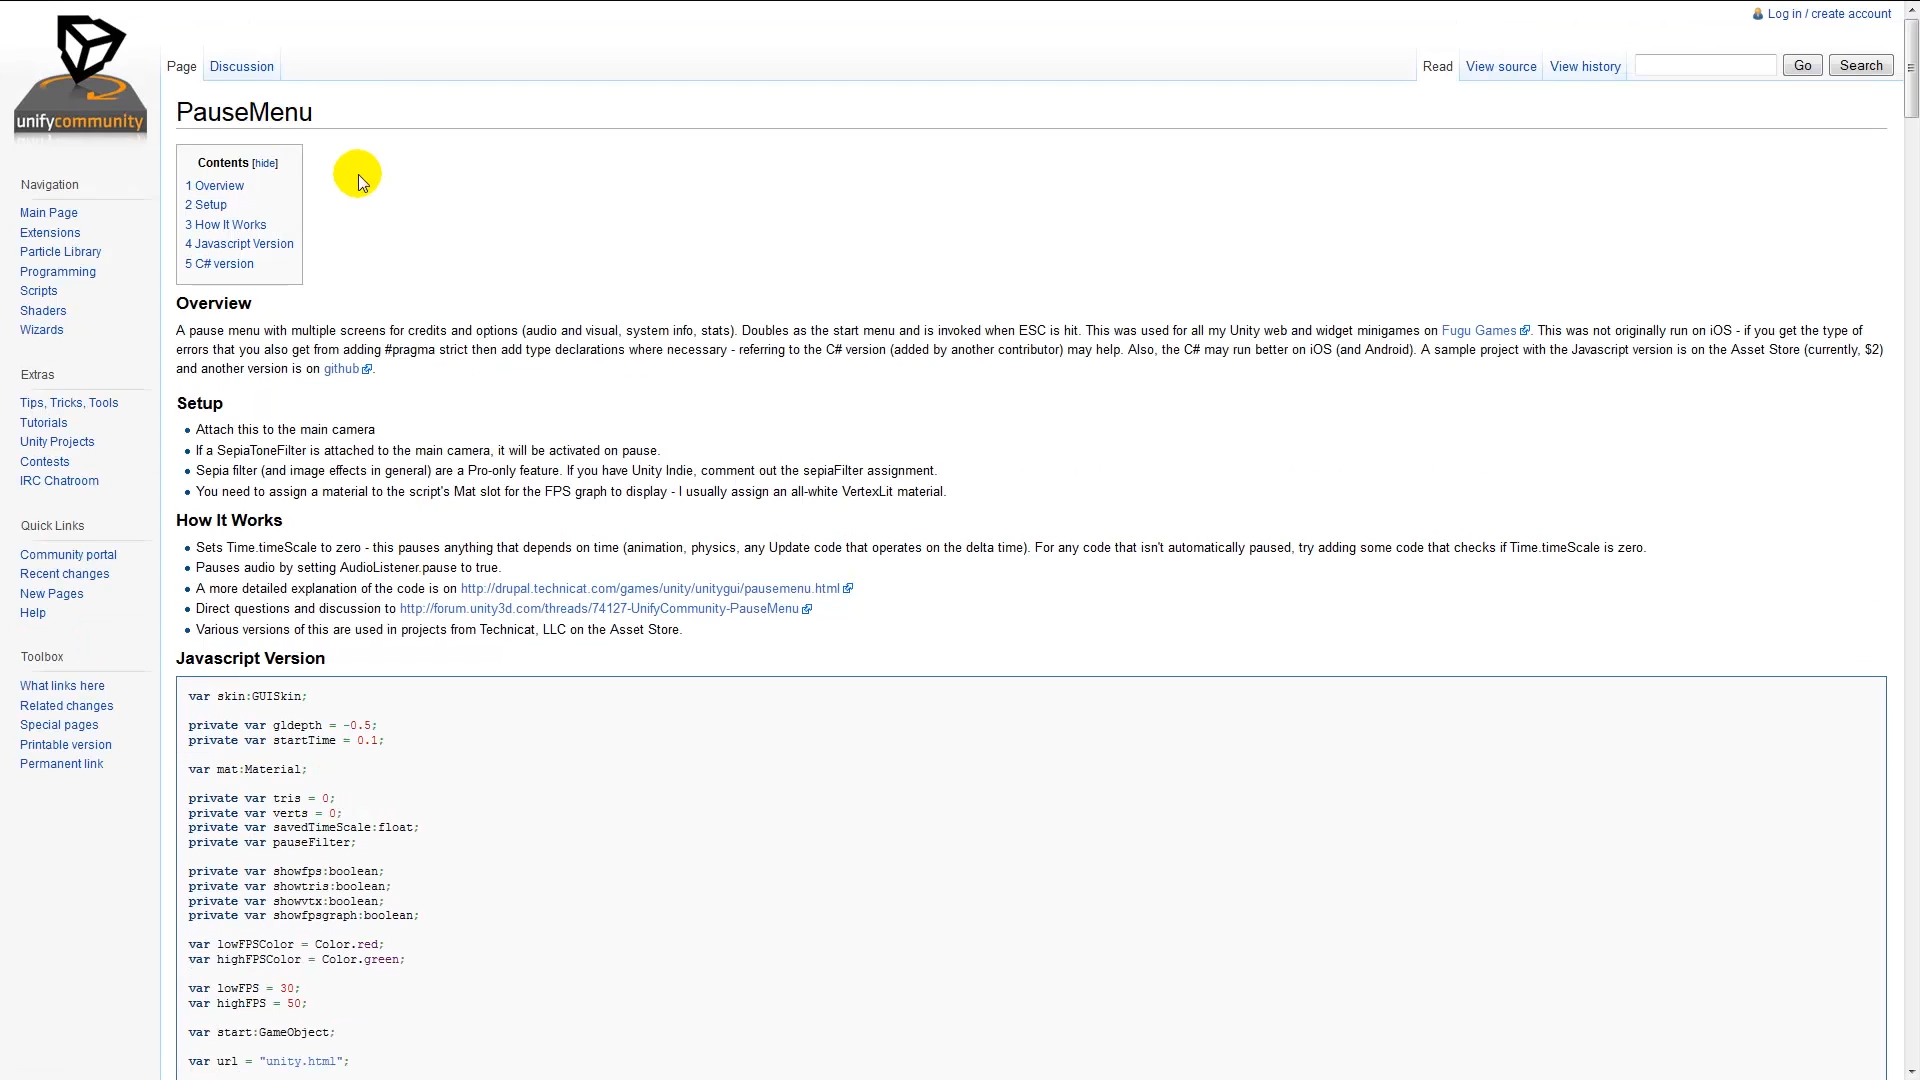 Log in / create account
unifycommunity
Page
Discussion
Read
View source
View history
Go
Search
PauseMenu
Contents [hide]
1 Overview
2 Setup
3 How It Works
4 Javascript Version
5 C# version
Navigation
Main Page
Extensions
Particle Library
Programming
Scripts
Shaders
Wizards
Extras
Tips, Tricks, Tools
Tutorials
Unity Projects
Contests
IRC Chatroom
Quick Links
Community portal
Recent changes
New Pages
Help
Toolbox
What links here
Related changes
Special pages
Printable version
Permanent link
Overview
A pause menu with multiple screens for credits and options (audio and visual, system info, stats). Doubles as the start menu and is invoked when ESC is hit. This was used for all my Unity web and widget minigames on Fugu Games. This was not originally run on iOS - if you get the type of
errors that you also get from adding #pragma strict then add type declarations where necessary - referring to the C# version (added by another contributor) may help. Also, the C# may run better on iOS (and Android). A sample project with the Javascript version is on the Asset Store (currently, $2)
and another version is on github.
Setup
Attach this to the main camera
If a SepiaToneFilter is attached to the main camera, it will be activated on pause.
Sepia filter (and image effects in general) are a Pro-only feature. If you have Unity Indie, comment out the sepiaFilter assignment.
You need to assign a material to the script's Mat slot for the FPS graph to display - I usually assign an all-white VertexLit material.
How It Works
Sets Time.timeScale to zero - this pauses anything that depends on time (animation, physics, any Update code that operates on the delta time). For any code that isn't automatically paused, try adding some code that checks if Time.timeScale is zero.
Pauses audio by setting AudioListener.pause to true.
A more detailed explanation of the code is on http://drupal.technicat.com/games/unity/unitygui/pausemenu.html
Direct questions and discussion to http://forum.unity3d.com/threads/74127-UnifyCommunity-PauseMenu
Various versions of this are used in projects from Technicat, LLC on the Asset Store.
Javascript Version
var skin:GUISkin;
private var gldepth = -0.5;
private var startTime = 0.1;
var mat:Material;
private var tris = 0;
private var verts = 0;
private var savedTimeScale:float;
private var pauseFilter;
private var showfps:boolean;
private var showtris:boolean;
private var showvtx:boolean;
private var showfpsgraph:boolean;
var lowFPSColor = Color.red;
var highFPSColor = Color.green;
var lowFPS = 30;
var highFPS = 50;
var start:GameObject;
var url = "unity.html";